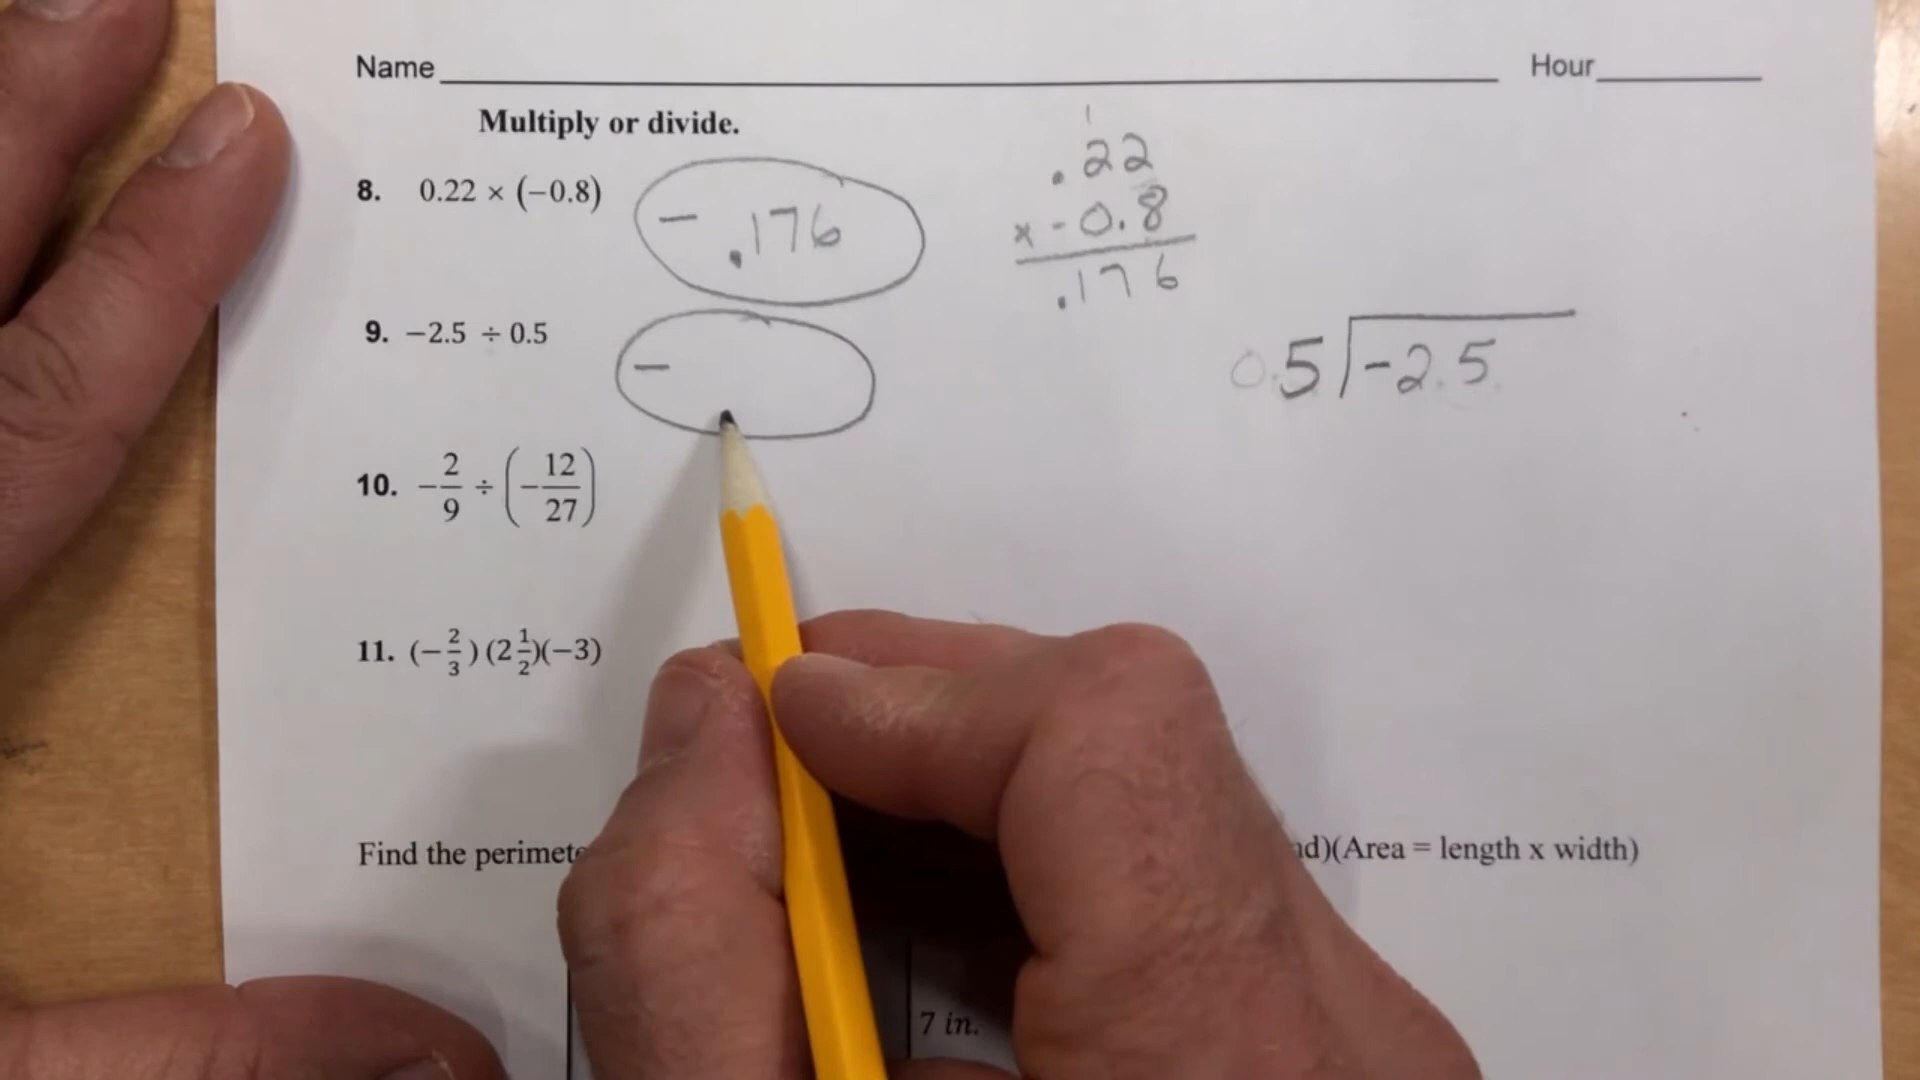 Name Hour
Multiply or divide.
8. 0.22 × (−0.8)
− .176
1
.22
x - 0.8
.176
9. −2.5 ÷ 0.5
−
0.5 -2.5
10. −2/9 ÷ (−12/27)
11. (−2/3)(2 1/2)(−3)
Find the (Area = length x width)
7 in.